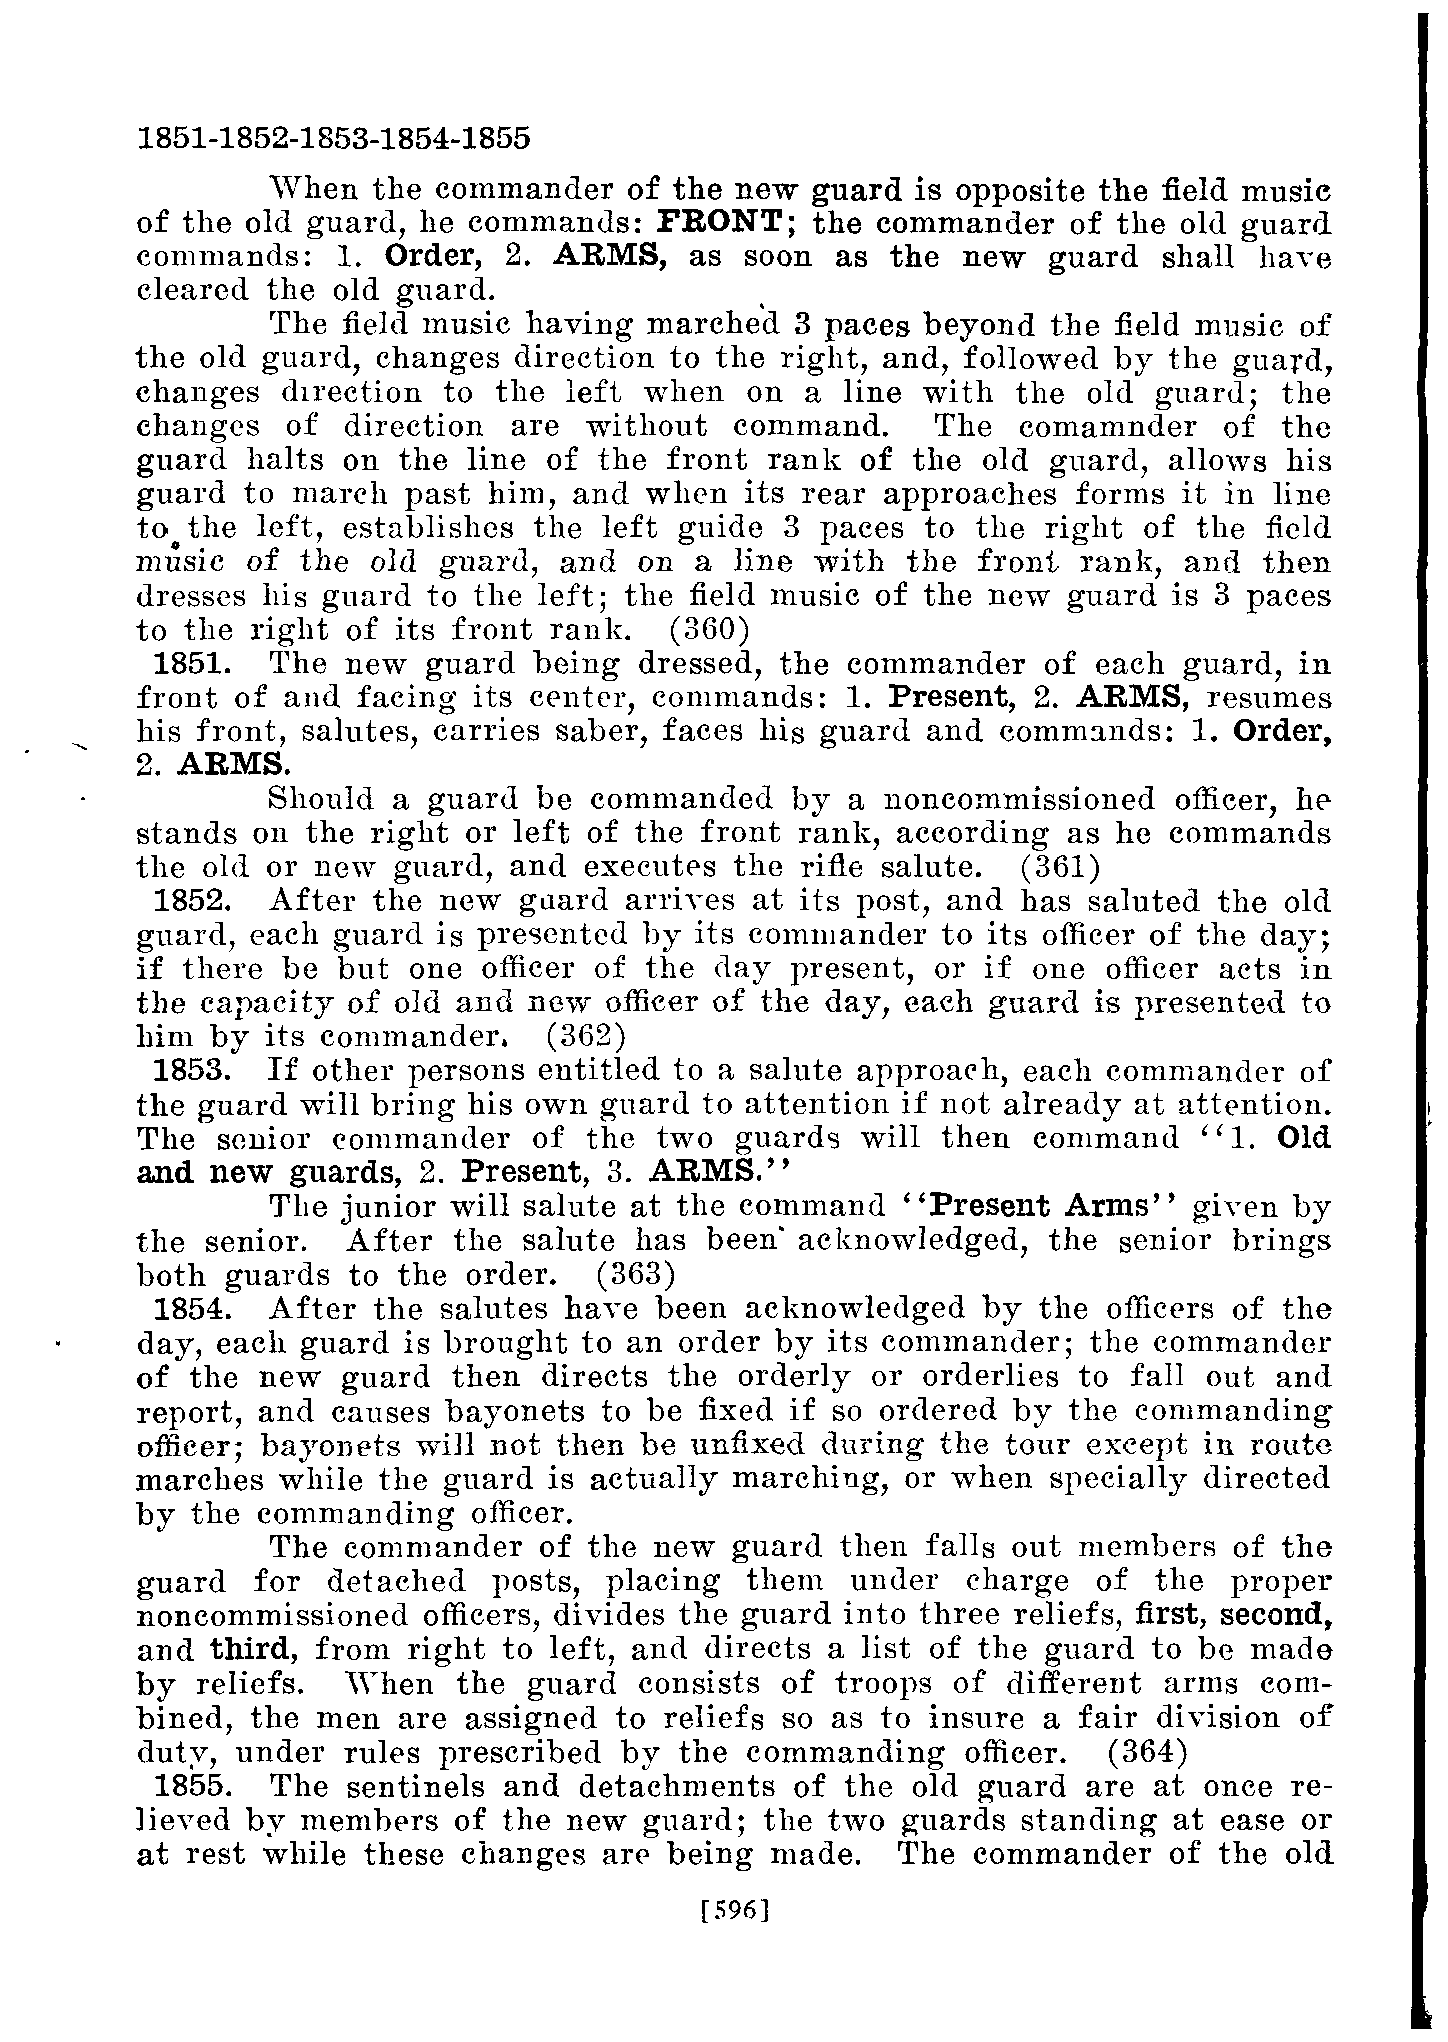 1851-1852-1853-1854-1855
When the commander of the new guard is opposite the field music
of the old guard, he commands: FRONT; the commander of the old guard
commands: 1. Order, 2. ARMS, as soon as the new guard shall have
cleared the old guard.
The field music having marched 3 paces beyond the field music of
the old guard, changes direction to the right, and, followed by the guard,
changes direction to the left when on a line with the old guard; the
changes of direction are without command. The comamnder of the
guard halts on the line of the front rank of the old guard, allows his
guard to march past him, and when its rear approaches forms it in line
to the left, establishes the left guide 3 paces to the right of the field
music of the old guard, and on a line with the front rank, and then
dresses his guard to the left; the field music of the new guard is 3 paces
to the right of its front rank. (360)
1851. The new guard being dressed, the commander of each guard, in
front of and facing its center, commands: 1. Present, 2. ARMS, resumes
his front, salutes, carries saber, faces his guard and commands: 1. Order,
2. ARMS.
Should a guard be commanded by a noncommissioned officer, he
stands on the right or left of the front rank, according as he commands
the old or new guard, and executes the rifle salute. (361)
1852. After the new guard arrives at its post, and has saluted the old
guard, each guard is presented by its commander to its officer of the day;
if there be but one officer of the day present, or if one officer acts in
the capacity of old and new officer of the day, each guard is presented to
him by its commander. (362)
1853. If other persons entitled to a salute approach, each commander of
the guard will bring his own guard to attention if not already at attention.
The senior commander of the two guards will then command ‘‘1. Old
and new guards, 2. Present, 3. ARMS.’’
The junior will salute at the command ‘‘Present Arms’’ given by
the senior. After the salute has been acknowledged, the senior brings
both guards to the order. (363)
1854. After the salutes have been acknowledged by the officers of the
day, each guard is brought to an order by its commander; the commander
of the new guard then directs the orderly or orderlies to fall out and
report, and causes bayonets to be fixed if so ordered by the commanding
officer; bayonets will not then be unfixed during the tour except in route
marches while the guard is actually marching, or when specially directed
by the commanding officer.
The commander of the new guard then falls out members of the
guard for detached posts, placing them under charge of the proper
noncommissioned officers, divides the guard into three reliefs, first, second,
and third, from right to left, and directs a list of the guard to be made
by reliefs. When the guard consists of troops of different arms com-
bined, the men are assigned to reliefs so as to insure a fair division of
duty, under rules prescribed by the commanding officer. (364)
1855. The sentinels and detachments of the old guard are at once re-
lieved by members of the new guard; the two guards standing at ease or
at rest while these changes are being made. The commander of the old
[596]